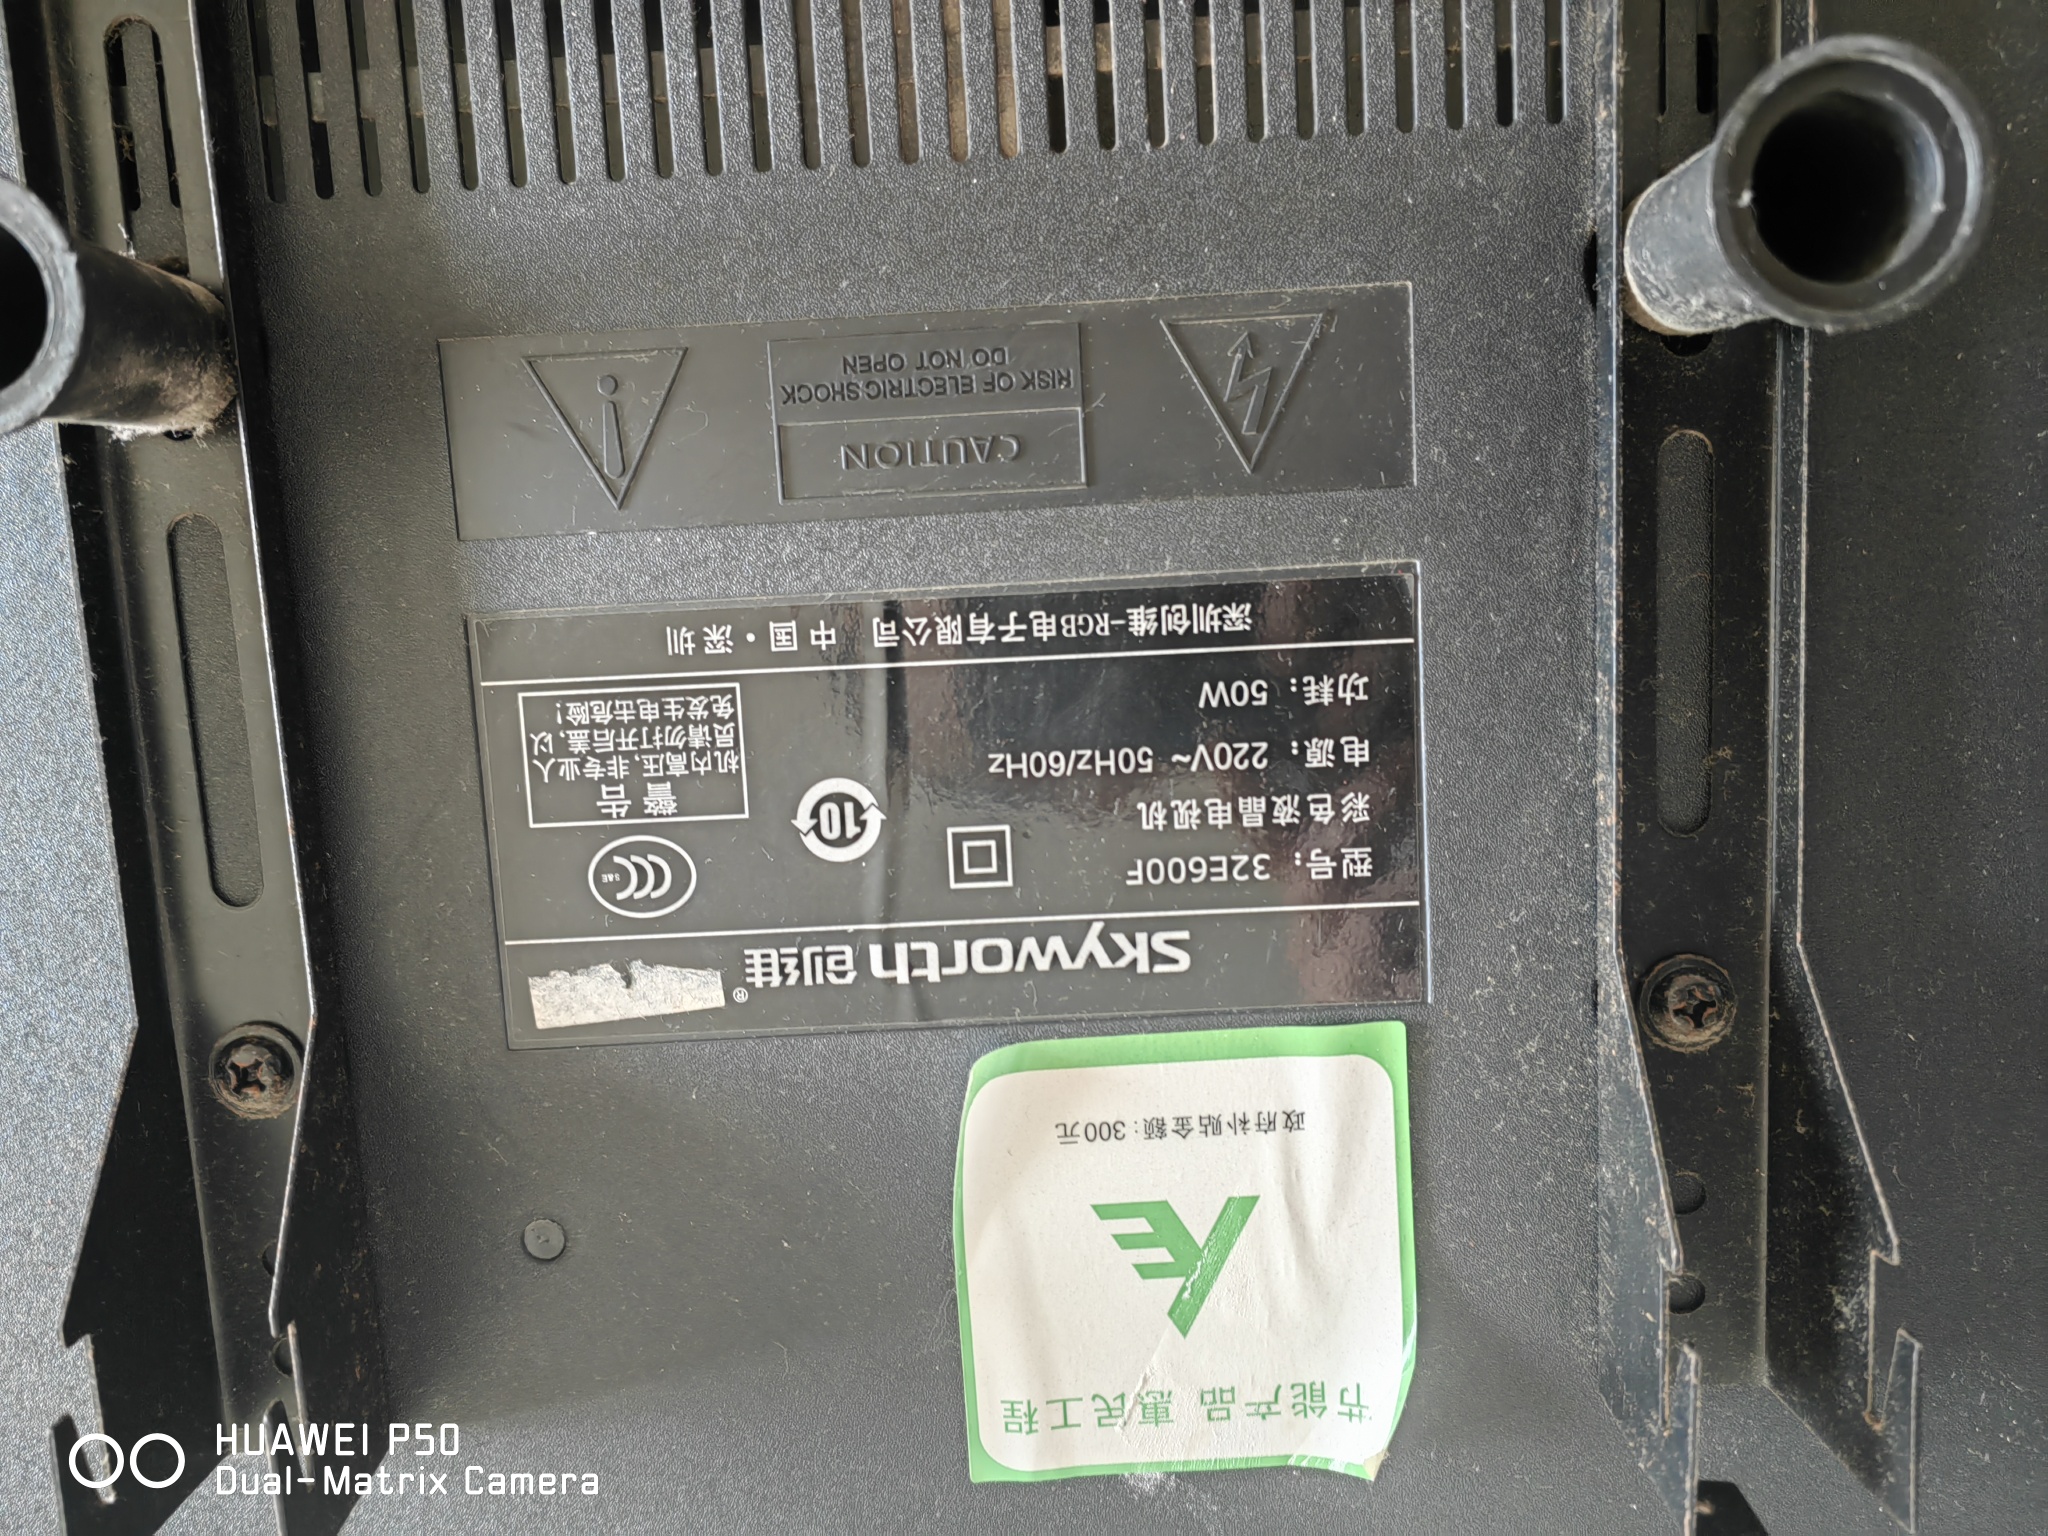 节能产品 惠民工程
政府补贴金额:300元
Skyworth 创维®
型号: 32E600F
彩色液晶电视机
电源: 220V~ 50Hz/60Hz
功耗: 50W
10
CCC
S&E
警告
机内高压,非专业人
员请勿打开后盖,以
免发生电击危险!
深圳创维-RGB电子有限公司 中国·深圳
CAUTION
RISK OF ELECTRIC SHOCK
DO NOT OPEN
HUAWEI P50
Dual-Matrix Camera